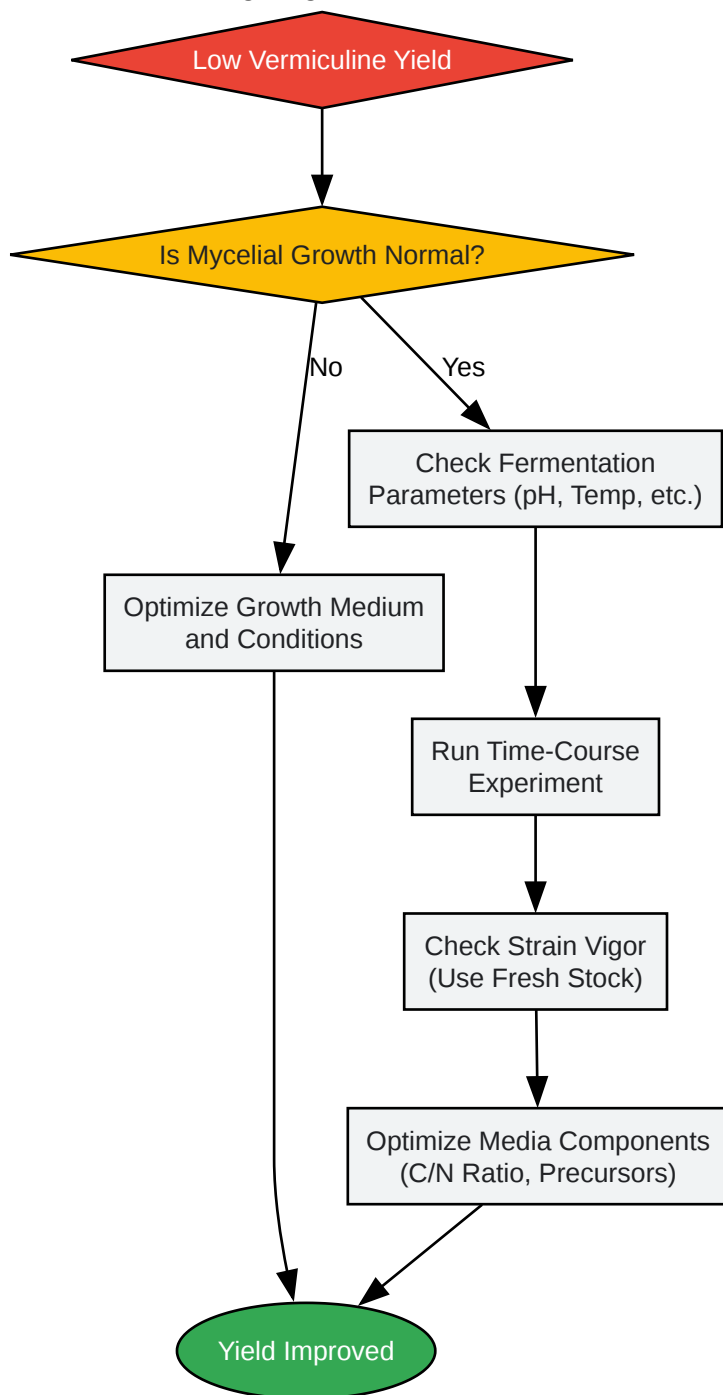 Low Vermiculine Yield
Is Mycelial Growth Normal?
No
Yes
Check Fermentation
Parameters (pH, Temp, etc.)
Optimize Growth Medium
and Conditions
Run Time-Course
Experiment
Check Strain Vigor
(Use Fresh Stock)
Optimize Media Components
(C/N Ratio, Precursors)
Yield Improved